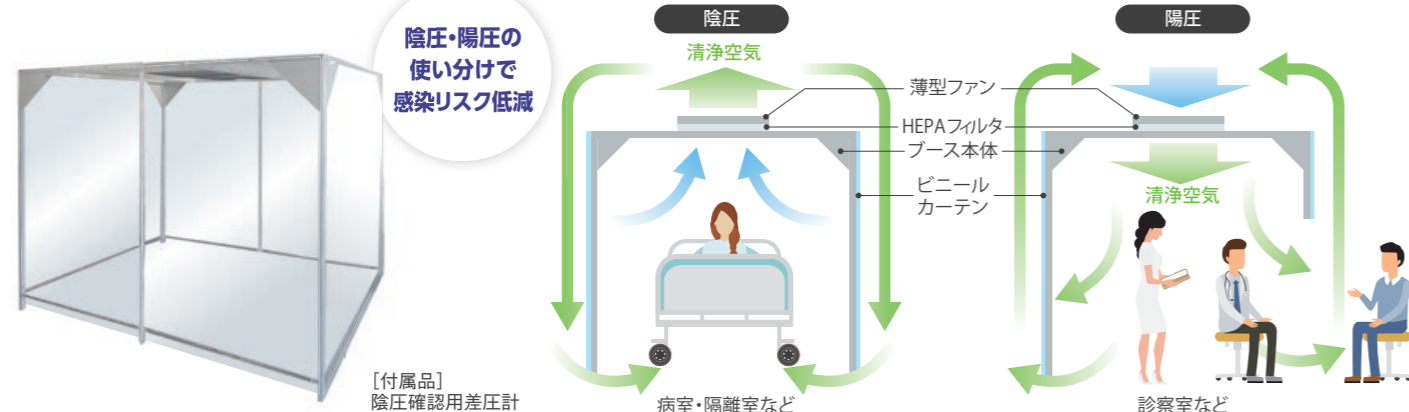 陰圧・陽圧の
使い分けで
感染リスク低減
[付属品]
陰圧確認用差圧計
陰圧
清浄空気
薄型ファン
HEPAフィルタ
ブース本体
ビニール
カーテン
病室・隔離室など
陽圧
清浄空気
診察室など